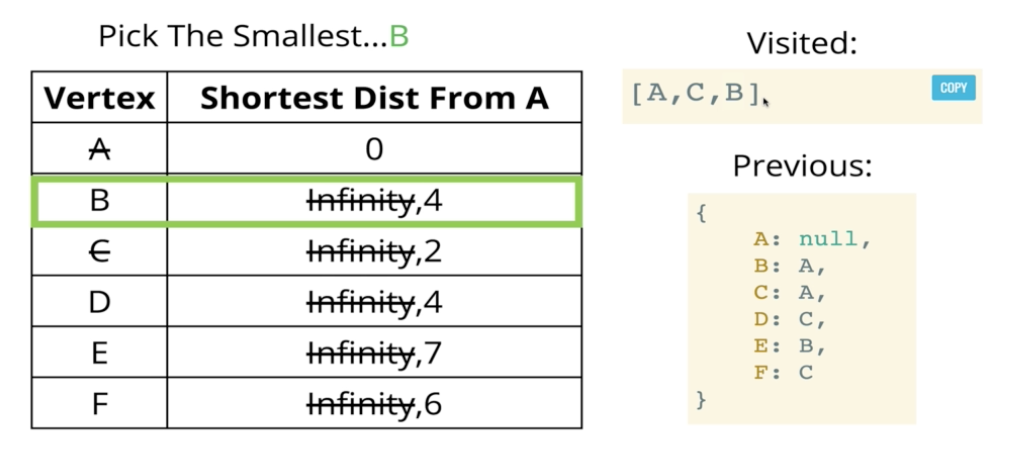 Pick The Smallest...B
Vertex Shortest Dist From A
A 0
B Infinity,4
C Infinity,2
D Infinity,4
E Infinity,7
F Infinity,6
Visited:
[A,C,B]
COPY
Previous:
{
A: null,
B: A,
C: A,
D: C,
E: B,
F: C
}